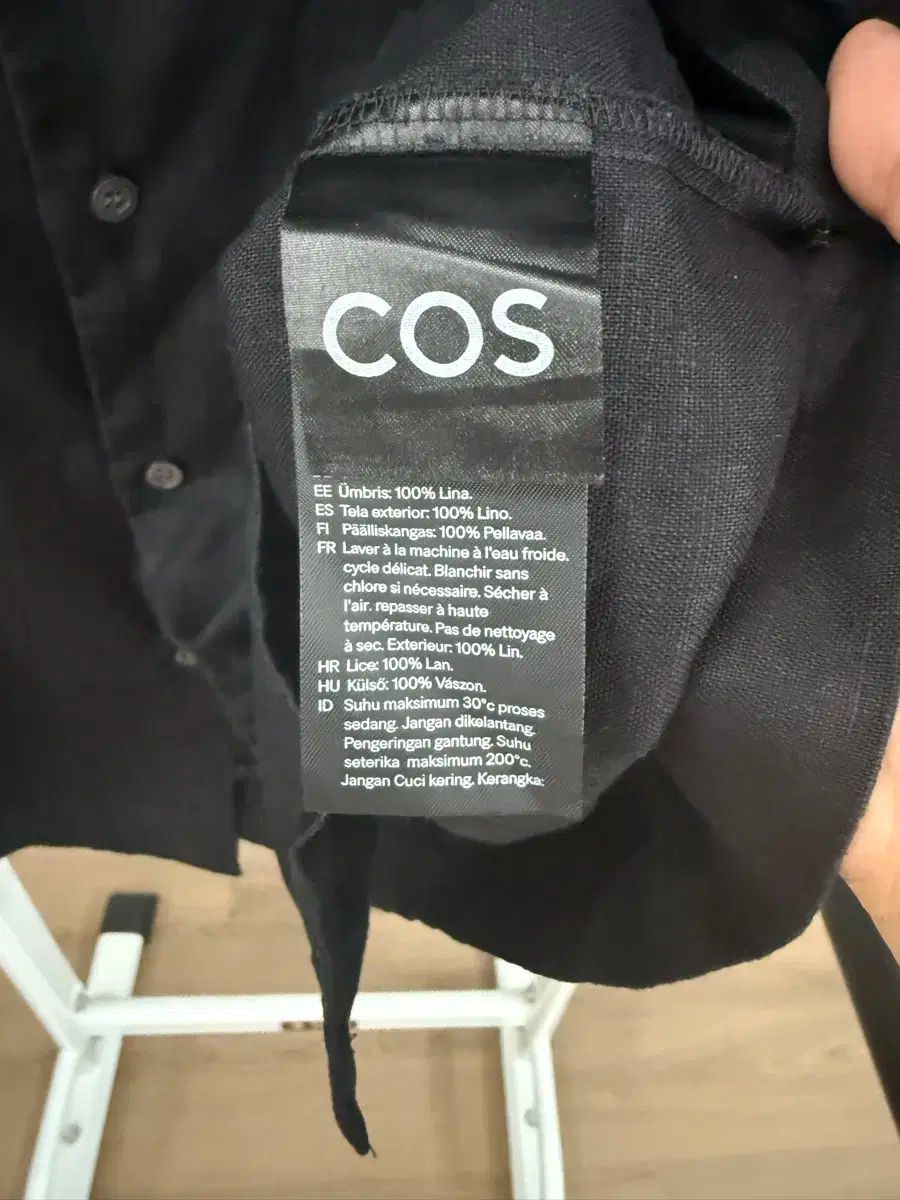 COS
EE Ümbris: 100% Lina.
ES Tela exterior: 100% Lino.
FI Päälliskangas: 100% Pellavaa.
FR Laver à la machine à l'eau froide.
cycle délicat. Blanchir sans
chlore si nécessaire. Sécher à
l'air. repasser à haute
température. Pas de nettoyage
à sec. Exterieur: 100% Lin.
HR Lice: 100% Lan.
HU Külső: 100% Vászon.
ID Suhu maksimum 30°c proses
sedang. Jangan dikelantang.
Pengeringan gantung. Suhu
seterika maksimum 200°c.
Jangan Cuci kering. Kerangka: